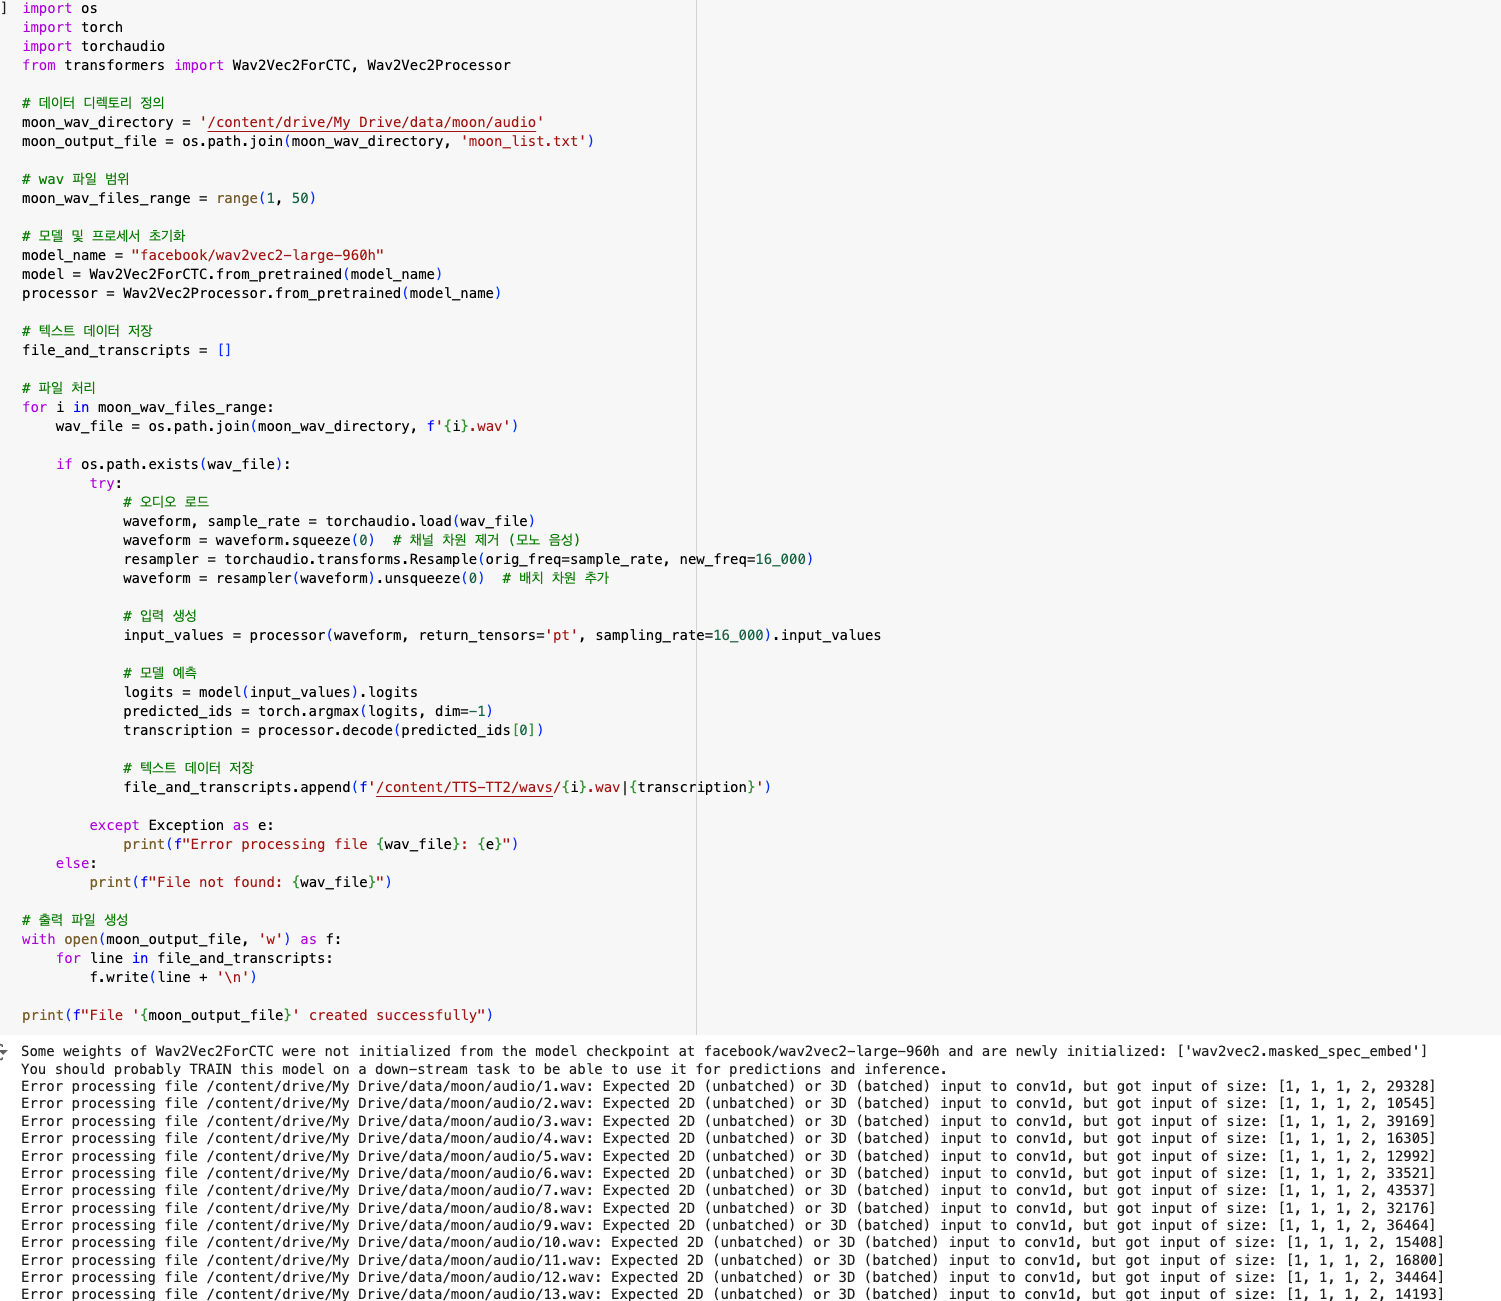 ]  import os
import torch
import torchaudio
from transformers import Wav2Vec2ForCTC, Wav2Vec2Processor

# 데이터 디렉토리 정의
moon_wav_directory = '/content/drive/My Drive/data/moon/audio'
moon_output_file = os.path.join(moon_wav_directory, 'moon_list.txt')

# wav 파일 범위
moon_wav_files_range = range(1, 50)

# 모델 및 프로세서 초기화
model_name = "facebook/wav2vec2-large-960h"
model = Wav2Vec2ForCTC.from_pretrained(model_name)
processor = Wav2Vec2Processor.from_pretrained(model_name)

# 텍스트 데이터 저장
file_and_transcripts = []

# 파일 처리
for i in moon_wav_files_range:
    wav_file = os.path.join(moon_wav_directory, f'{i}.wav')

    if os.path.exists(wav_file):
        try:
            # 오디오 로드
            waveform, sample_rate = torchaudio.load(wav_file)
            waveform = waveform.squeeze(0)  # 채널 차원 제거 (모노 음성)
            resampler = torchaudio.transforms.Resample(orig_freq=sample_rate, new_freq=16_000)
            waveform = resampler(waveform).unsqueeze(0)  # 배치 차원 추가

            # 입력 생성
            input_values = processor(waveform, return_tensors='pt', sampling_rate=16_000).input_values

            # 모델 예측
            logits = model(input_values).logits
            predicted_ids = torch.argmax(logits, dim=-1)
            transcription = processor.decode(predicted_ids[0])

            # 텍스트 데이터 저장
            file_and_transcripts.append(f'/content/TTS-TT2/wavs/{i}.wav|{transcription}')

        except Exception as e:
            print(f"Error processing file {wav_file}: {e}")
    else:
        print(f"File not found: {wav_file}")

# 출력 파일 생성
with open(moon_output_file, 'w') as f:
    for line in file_and_transcripts:
        f.write(line + '\n')

print(f"File '{moon_output_file}' created successfully")
Some weights of Wav2Vec2ForCTC were not initialized from the model checkpoint at facebook/wav2vec2-large-960h and are newly initialized: ['wav2vec2.masked_spec_embed']
You should probably TRAIN this model on a down-stream task to be able to use it for predictions and inference.
Error processing file /content/drive/My Drive/data/moon/audio/1.wav: Expected 2D (unbatched) or 3D (batched) input to conv1d, but got input of size: [1, 1, 1, 2, 29328]
Error processing file /content/drive/My Drive/data/moon/audio/2.wav: Expected 2D (unbatched) or 3D (batched) input to conv1d, but got input of size: [1, 1, 1, 2, 10545]
Error processing file /content/drive/My Drive/data/moon/audio/3.wav: Expected 2D (unbatched) or 3D (batched) input to conv1d, but got input of size: [1, 1, 1, 2, 39169]
Error processing file /content/drive/My Drive/data/moon/audio/4.wav: Expected 2D (unbatched) or 3D (batched) input to conv1d, but got input of size: [1, 1, 1, 2, 16305]
Error processing file /content/drive/My Drive/data/moon/audio/5.wav: Expected 2D (unbatched) or 3D (batched) input to conv1d, but got input of size: [1, 1, 1, 2, 12992]
Error processing file /content/drive/My Drive/data/moon/audio/6.wav: Expected 2D (unbatched) or 3D (batched) input to conv1d, but got input of size: [1, 1, 1, 2, 33521]
Error processing file /content/drive/My Drive/data/moon/audio/7.wav: Expected 2D (unbatched) or 3D (batched) input to conv1d, but got input of size: [1, 1, 1, 2, 43537]
Error processing file /content/drive/My Drive/data/moon/audio/8.wav: Expected 2D (unbatched) or 3D (batched) input to conv1d, but got input of size: [1, 1, 1, 2, 32176]
Error processing file /content/drive/My Drive/data/moon/audio/9.wav: Expected 2D (unbatched) or 3D (batched) input to conv1d, but got input of size: [1, 1, 1, 2, 36464]
Error processing file /content/drive/My Drive/data/moon/audio/10.wav: Expected 2D (unbatched) or 3D (batched) input to conv1d, but got input of size: [1, 1, 1, 2, 15408]
Error processing file /content/drive/My Drive/data/moon/audio/11.wav: Expected 2D (unbatched) or 3D (batched) input to conv1d, but got input of size: [1, 1, 1, 2, 16800]
Error processing file /content/drive/My Drive/data/moon/audio/12.wav: Expected 2D (unbatched) or 3D (batched) input to conv1d, but got input of size: [1, 1, 1, 2, 34464]
Error processing file /content/drive/My Drive/data/moon/audio/13.wav: Expected 2D (unbatched) or 3D (batched) input to conv1d, but got input of size: [1, 1, 1, 2, 14193]